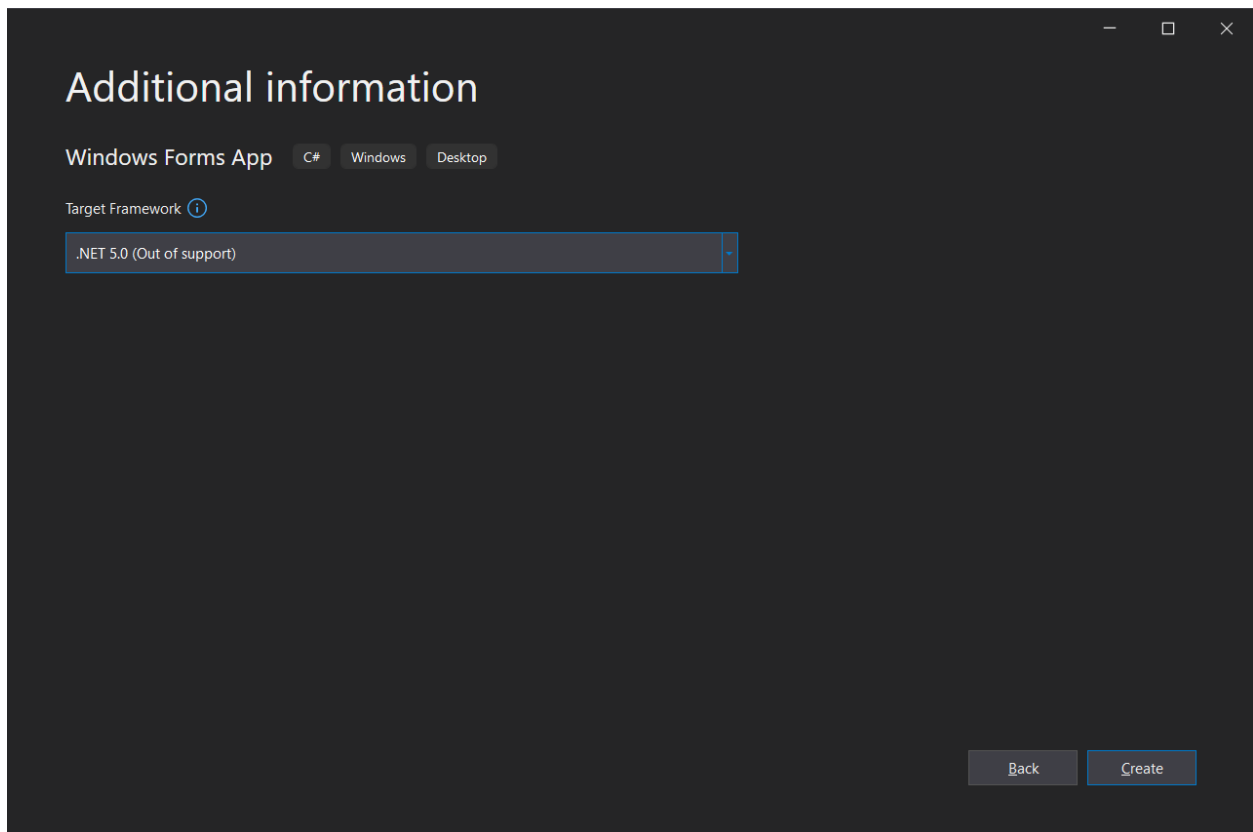 Additional information
Windows Forms App C# Windows Desktop
Target Framework
.NET 5.0 (Out of support)
Back Create